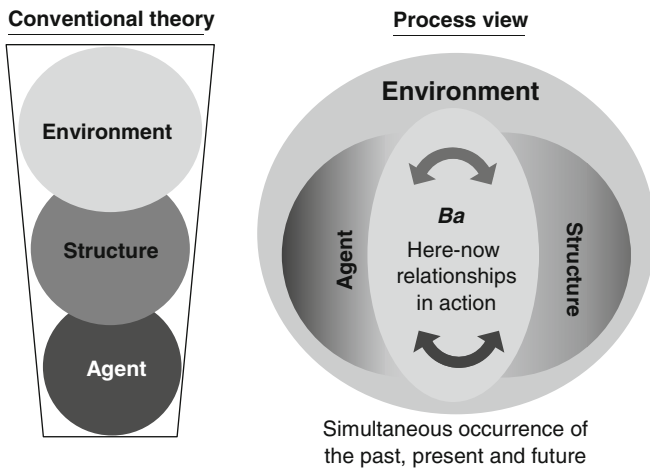 Conventional theory
Environment
Structure
Agent
Process view
Environment
Agent
Ba
Here-now
relationships
in action
Structure
Simultaneous occurrence of
the past, present and future